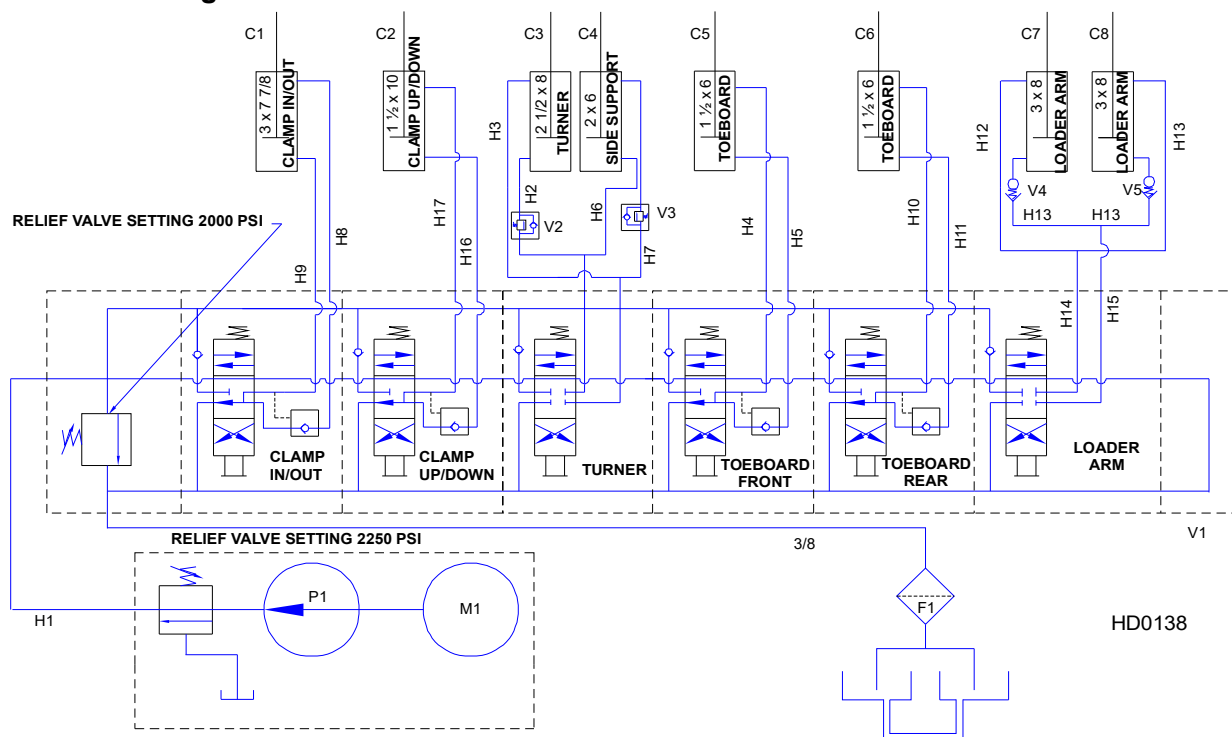 g
C1
C2
C3
C4
C5
C6
C7
C8
3 x 7 7/8
CLAMP IN/OUT
1 ½ x 10
CLAMP UP/DOWN
2 1/2 x 8
TURNER
2 x 6
SIDE SUPPORT
1 ½ x 6
TOEBOARD
1 ½ x 6
TOEBOARD
3 x 8
LOADER ARM
3 x 8
LOADER ARM
H3
H12
H13
H2
H6
H17
H10
V4
V5
RELIEF VALVE SETTING 2000 PSI
H8
V2
V3
H4
H13
H13
H9
H16
H7
H5
H11
H14
H15
CLAMP
IN/OUT
CLAMP
UP/DOWN
TURNER
TOEBOARD
FRONT
TOEBOARD
REAR
LOADER
ARM
RELIEF VALVE SETTING 2250 PSI
3/8
V1
H1
P1
M1
F1
HD0138